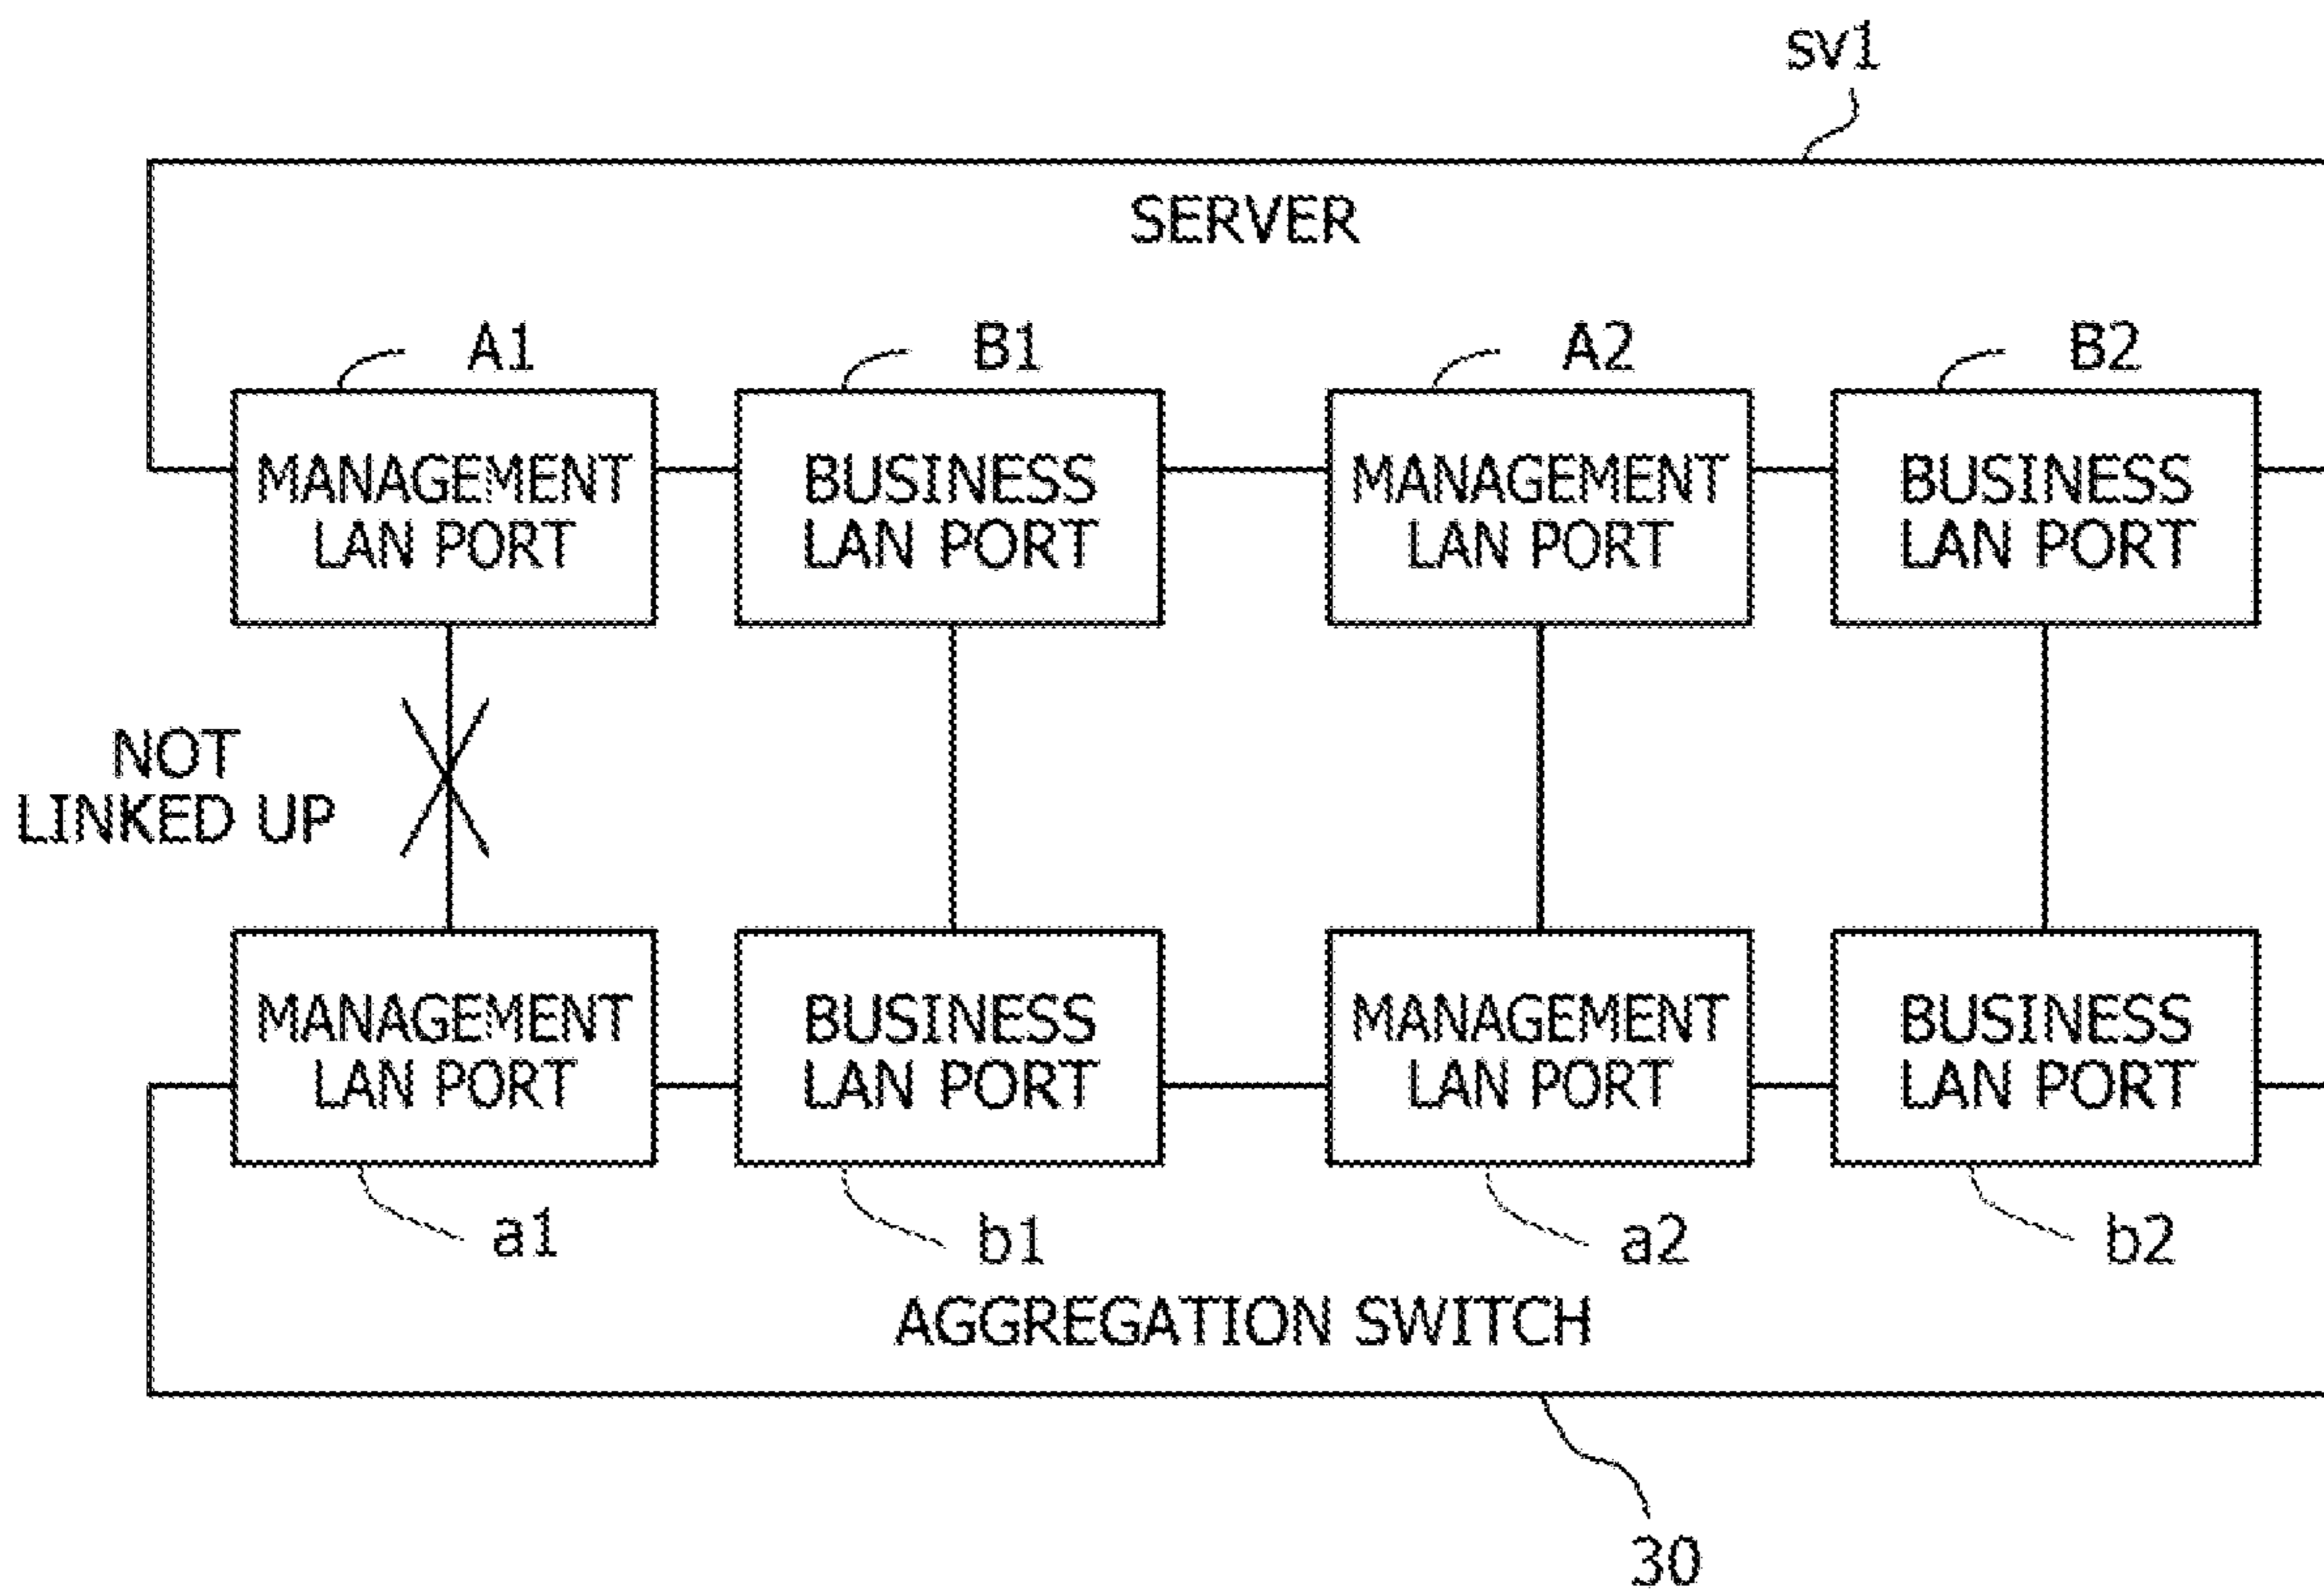 sv1
SERVER
A1
B1
A2
B2
MANAGEMENT
LAN PORT
BUSINESS
LAN PORT
MANAGEMENT
LAN PORT
BUSINESS
LAN PORT
NOT
LINKED UP
MANAGEMENT
LAN PORT
BUSINESS
LAN PORT
MANAGEMENT
LAN PORT
BUSINESS
LAN PORT
a1
b1
a2
b2
AGGREGATION SWITCH
30